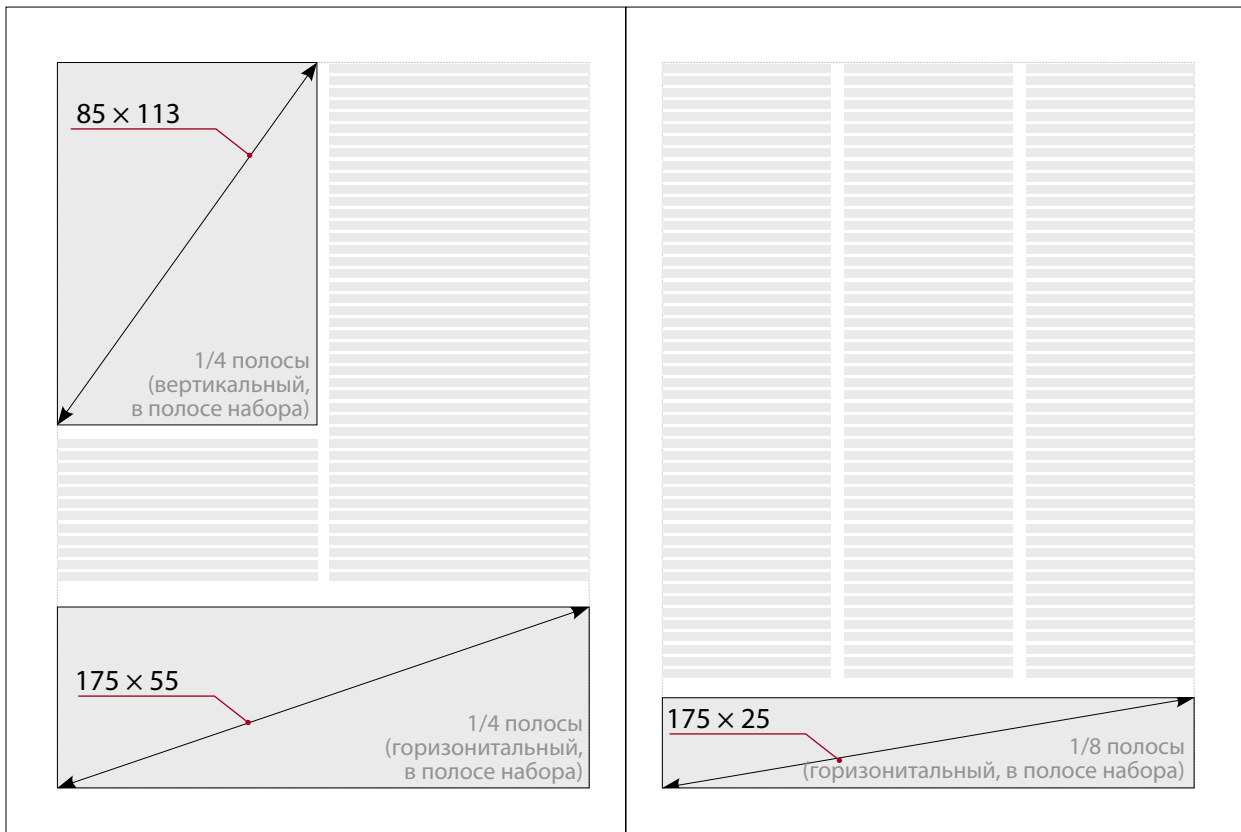 85 × 113
1/4 полосы
(вертикальный,
в полосе набора)
175 × 55
1/4 полосы
(горизонитальный,
в полосе набора)
175 × 25
1/8 полосы
(горизонитальный, в полосе набора)